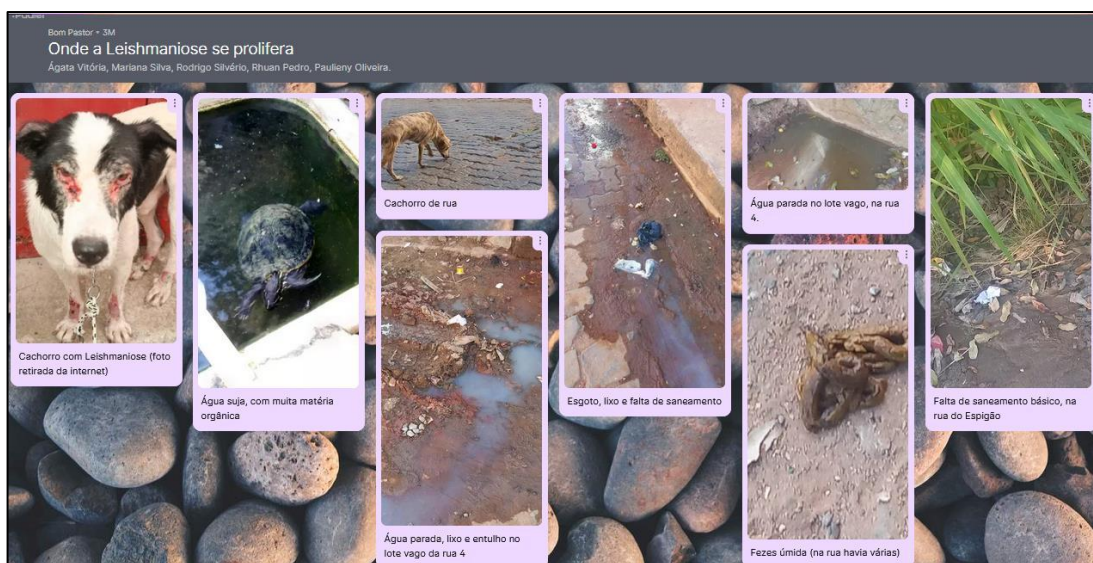 Bom Pastor • 3M
Onde a Leishmaniose se prolifera
Ágata Vitória, Mariana Silva, Rodrigo Silvério, Rhuan Pedro, Paulieny Oliveira.
Cachorro com Leishmaniose (foto
retirada da internet)
Água suja, com muita matéria
orgânica
Cachorro de rua
Água parada, lixo e entulho no
lote vago da rua 4
Esgoto, lixo e falta de saneamento
Água parada no lote vago, na rua
4.
Fezes úmida (na rua havia várias)
Falta de saneamento básico, na
rua do Espigão